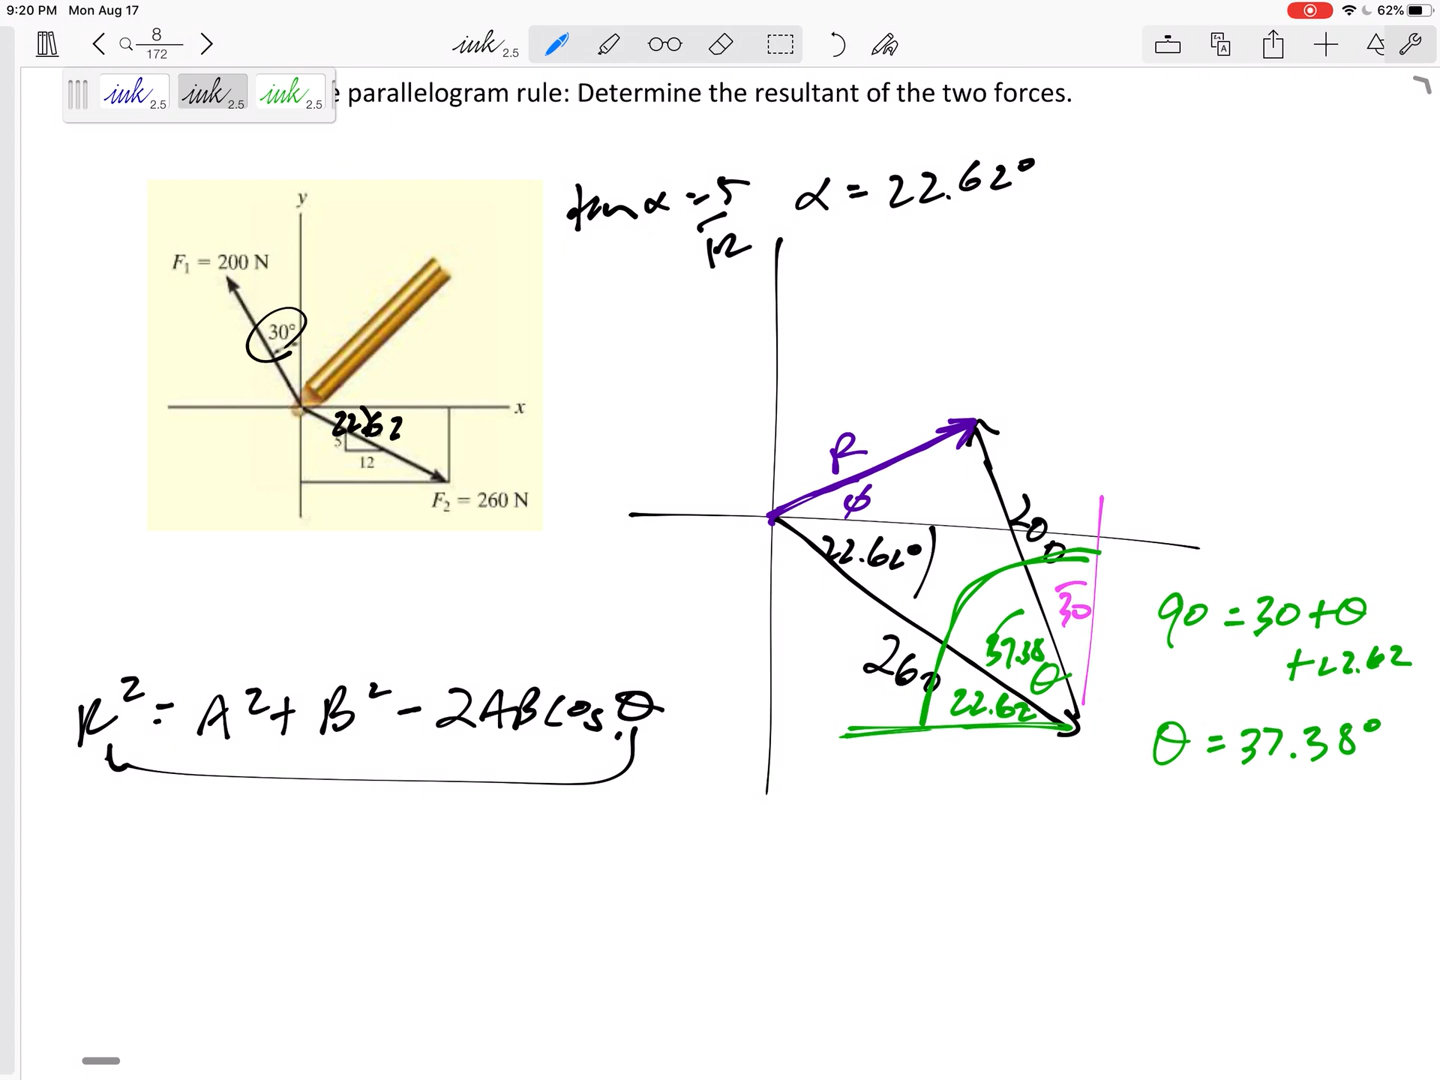 9:20 PM Mon Aug 17
62%
8
172
ink 2.5
ink 2.5 ink 2.5 ink 2.5
e parallelogram rule: Determine the resultant of the two forces.
tan α = 5/12 α = 22.62°
y
F₁ = 200 N
30°
x
22.62
5
12
F₂ = 260 N
R
φ
22.62°
200
30
37.38
θ
260
22.62
90 = 30 + θ
+ 22.62
θ = 37.38°
R² = A² + B² - 2AB cos θ